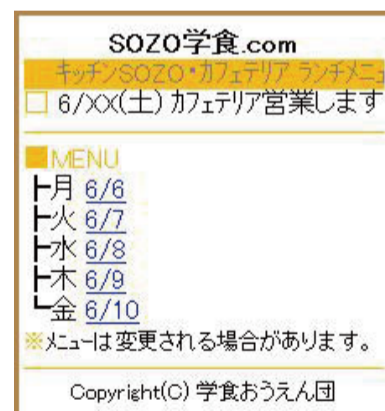 SOZO学食.com
キッチンSOZO・カフェテリア ランチメニュ
6/XX(土) カフェテリア営業します
MENU
月 6/6
火 6/7
水 6/8
木 6/9
金 6/10
※メニューは変更される場合があります。
Copyright(C) 学食おうえん団